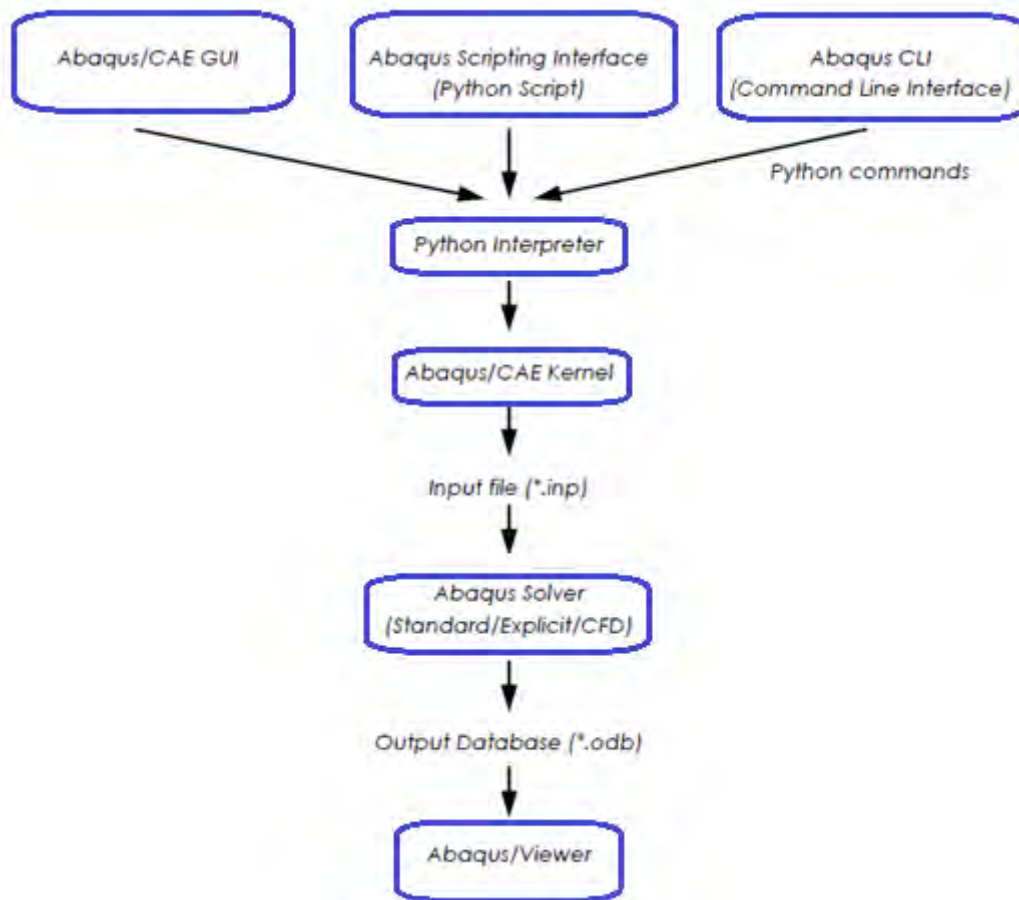 Abaqus/CAE GUI
Abaqus Scripting Interface
(Python Script)
Abaqus CLI
(Command Line Interface)
Python commands
Python Interpreter
Abaqus/CAE Kernel
Input file (*.inp)
Abaqus Solver
(Standard/Explicit/CFD)
Output Database (*.odb)
Abaqus/Viewer